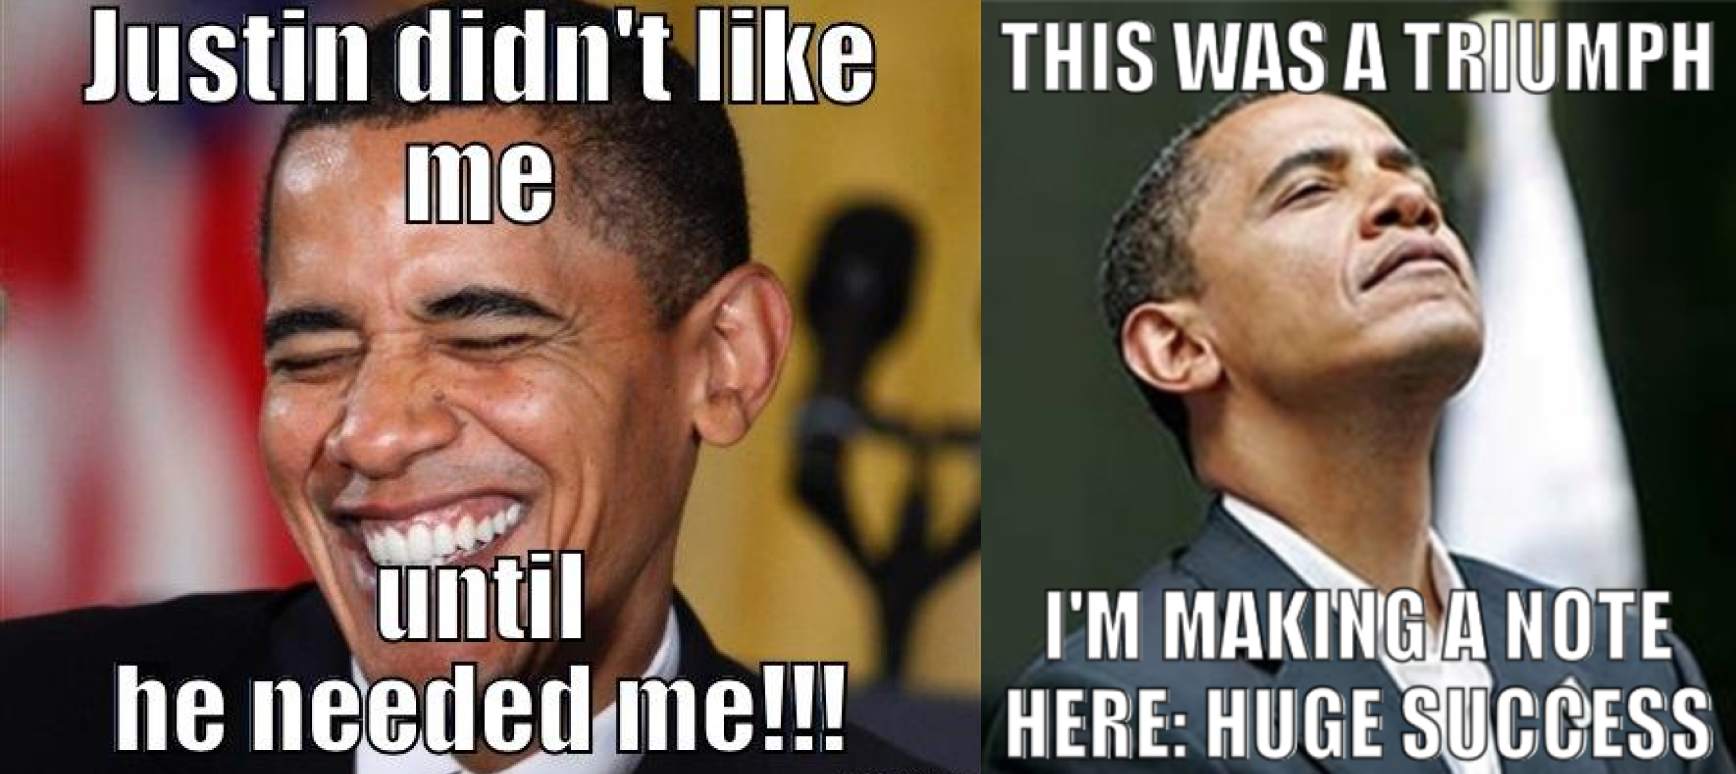 Justin didn't like
me
until
he needed me!!!
THIS WAS A TRIUMPH
I'M MAKING A NOTE
HERE: HUGE SUCCESS